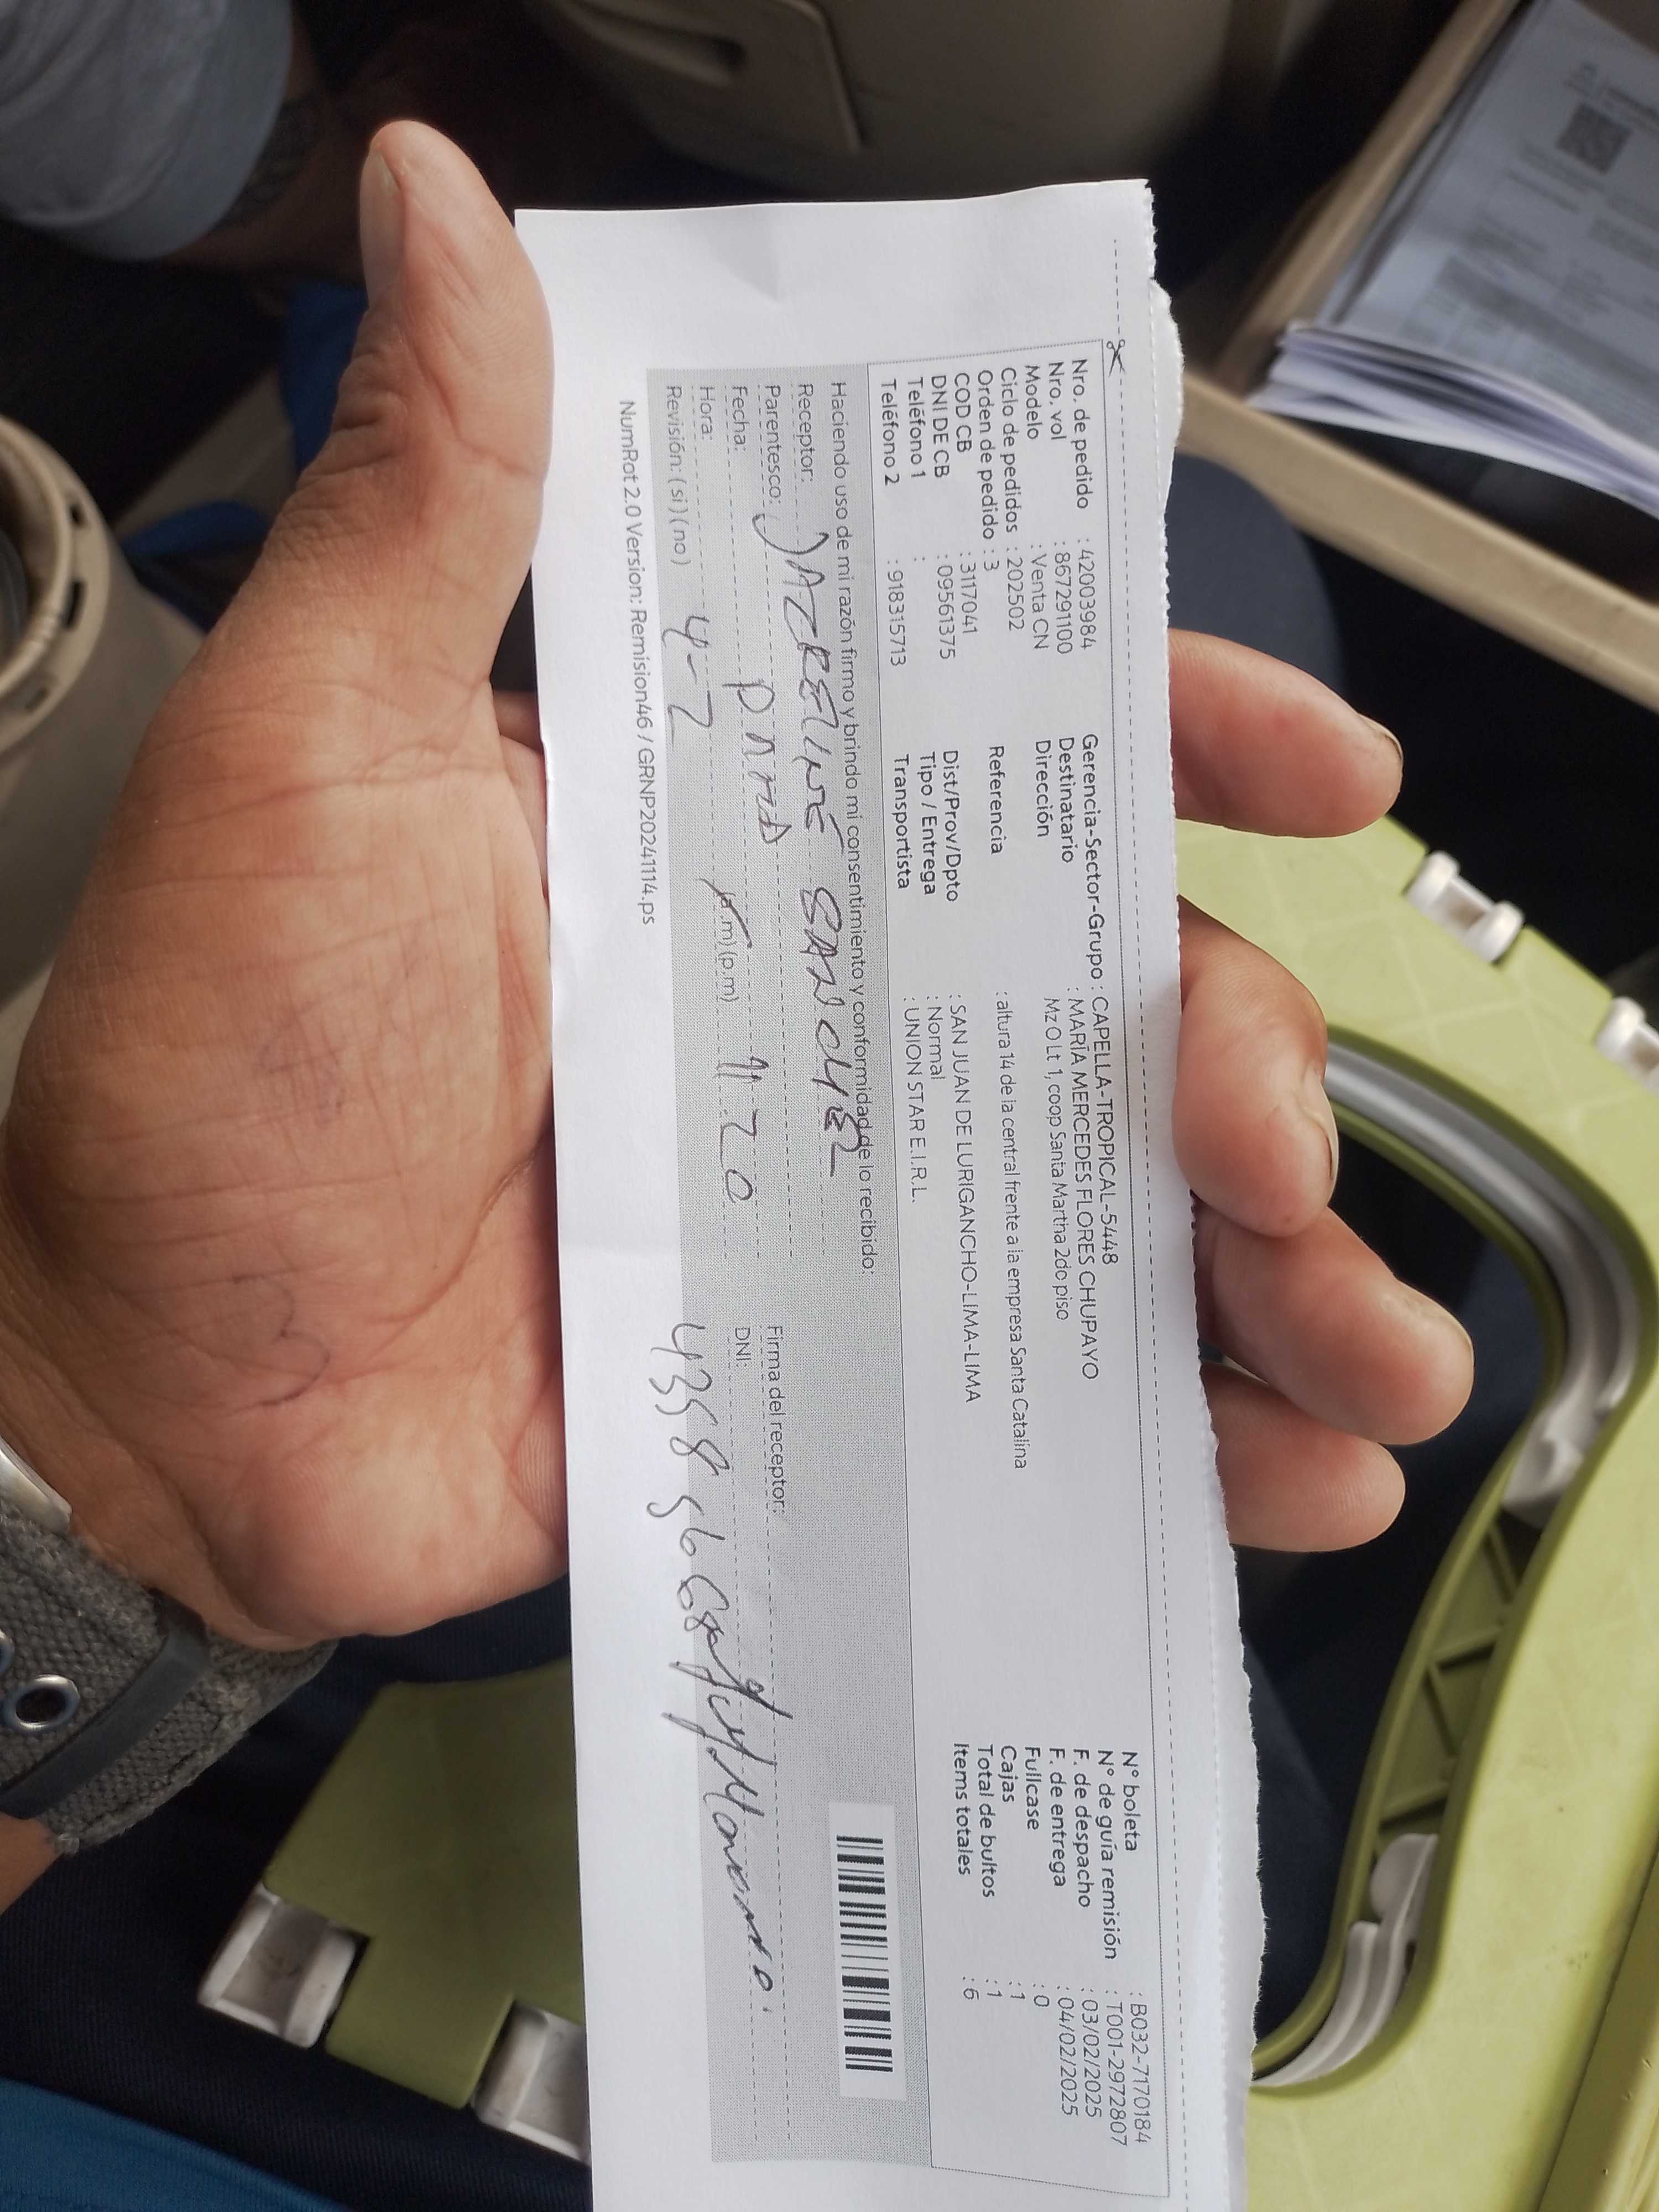 Nro. de pedido : 42003984
Nro. vol : 867291100
Modelo : Venta CN
Ciclo de pedidos : 202502
Orden de pedido : 3
COD CB : 3117041
DNI DE CB : 09561375
Teléfono 1 :
Teléfono 2 : 918315713
Gerencia-Sector-Grupo : CAPELLA-TROPICAL-5448
Destinatario : MARÍA MERCEDES FLORES CHUPAYO
Dirección Mz O Lt 1, coop Santa Martha 2do piso
Referencia : altura 14 de la central frente a la empresa Santa Catalina
Dist/Prov/Dpto : SAN JUAN DE LURIGANCHO-LIMA-LIMA
Tipo / Entrega : Normal
Transportista : UNION STAR E.I.R.L.
N° boleta : B032-7170184
N° de guía remisión : T001-2972807
F. de despacho : 03/02/2025
F. de entrega : 04/02/2025
Fullcase : 0
Cajas : 1
Total de bultos : 1
Items totales : 6
Haciendo uso de mi razón firmo y brindo mi consentimiento y conformidad de lo recibido:
Receptor: SANCHEZ
Parentesco:
Fecha: 4-2
Hora: (a.m)(p.m) 11 20
Revisión: (si)(no)
Firma del receptor:
DNI: 43585668
NumRot 2.0 Version: Remision46 / GRNP20241114.ps